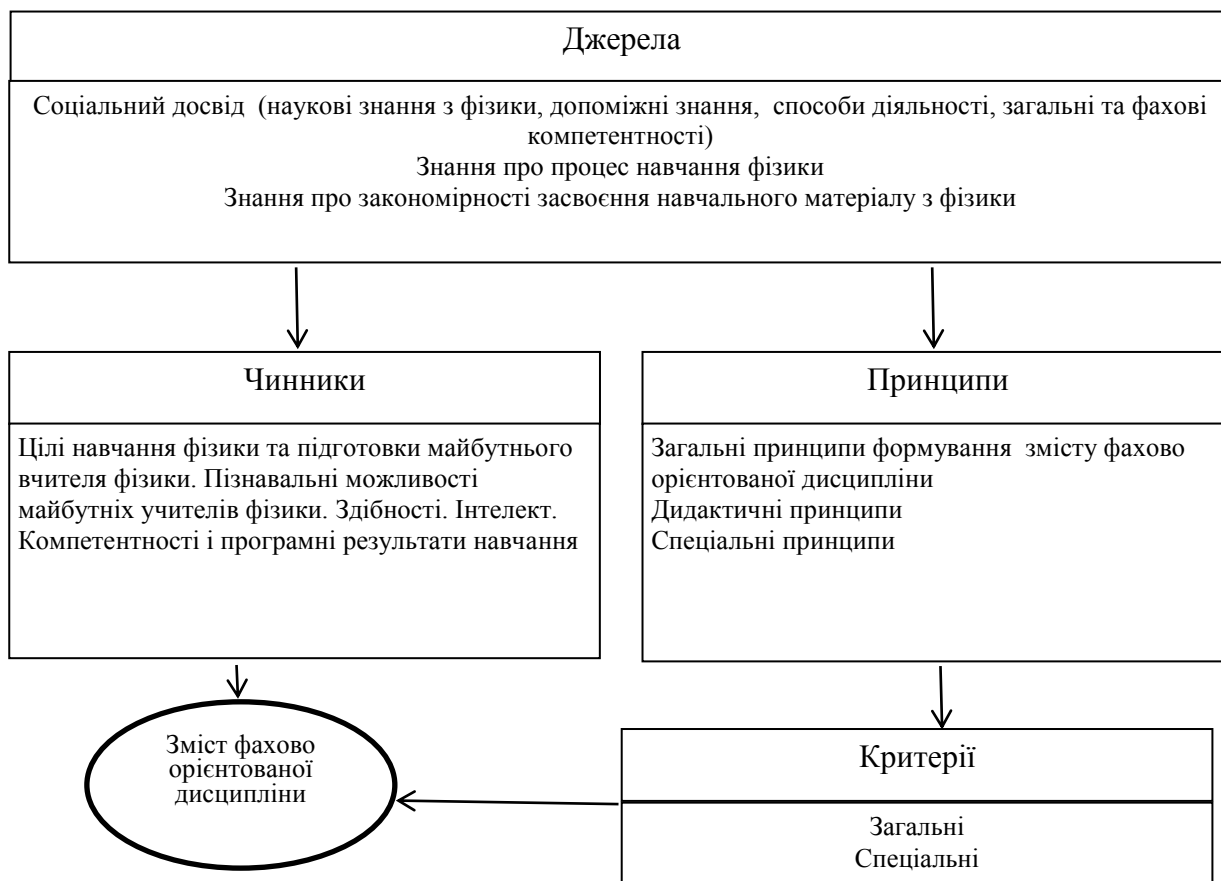 Джерела
Соціальний досвід (наукові знання з фізики, допоміжні знання, способи діяльності, загальні та фахові
компетентності)
Знання про процес навчання фізики
Знання про закономірності засвоєння навчального матеріалу з фізики
Чинники
Цілі навчання фізики та підготовки майбутнього
вчителя фізики. Пізнавальні можливості
майбутніх учителів фізики. Здібності. Інтелект.
Компетентності і програмні результати навчання
Принципи
Загальні принципи формування змісту фахово
орієнтованої дисципліни
Дидактичні принципи
Спеціальні принципи
Зміст фахово
орієнтованої
дисципліни
Критерії
Загальні
Спеціальні